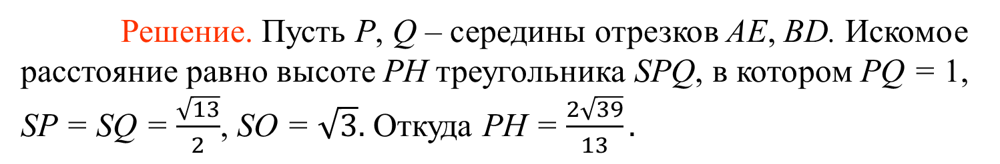 Решение. Пусть P, Q – середины отрезков AE, BD. Искомое
расстояние равно высоте PH треугольника SPQ, в котором PQ = 1,
SP = SQ = \frac{\sqrt{13}}{2}, SO = \sqrt{3}. Откуда PH = \frac{2\sqrt{39}}{13}.